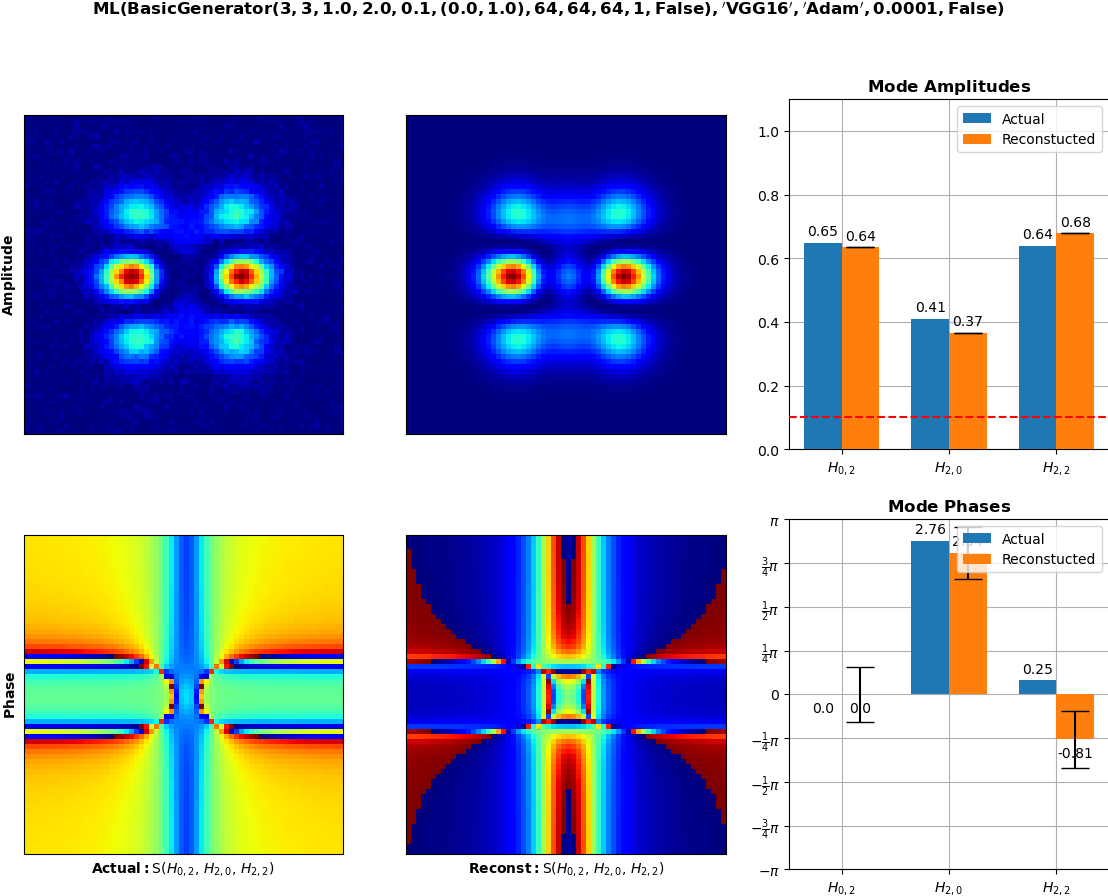 ML(BasicGenerator(3, 3, 1.0, 2.0, 0.1, (0.0, 1.0), 64, 64, 64, 1, False), ′VGG16′, ′Adam′, 0.0001, False)
Amplitude
Mode Amplitudes
Actual
Reconstucted
1.0
0.8
0.6
0.4
0.2
0.0
0.65
0.64
0.41
0.37
0.64
0.68
H0, 2
H2, 0
H2, 2
Phase
Actual: S(H0, 2, H2, 0, H2, 2)
Reconst: S(H0, 2, H2, 0, H2, 2)
Mode Phases
Actual
Reconstucted
π
3/4π
1/2π
1/4π
0
−1/4π
−1/2π
−3/4π
−π
0.0
0.0
2.76
0.25
-0.81
H0, 2
H2, 0
H2, 2